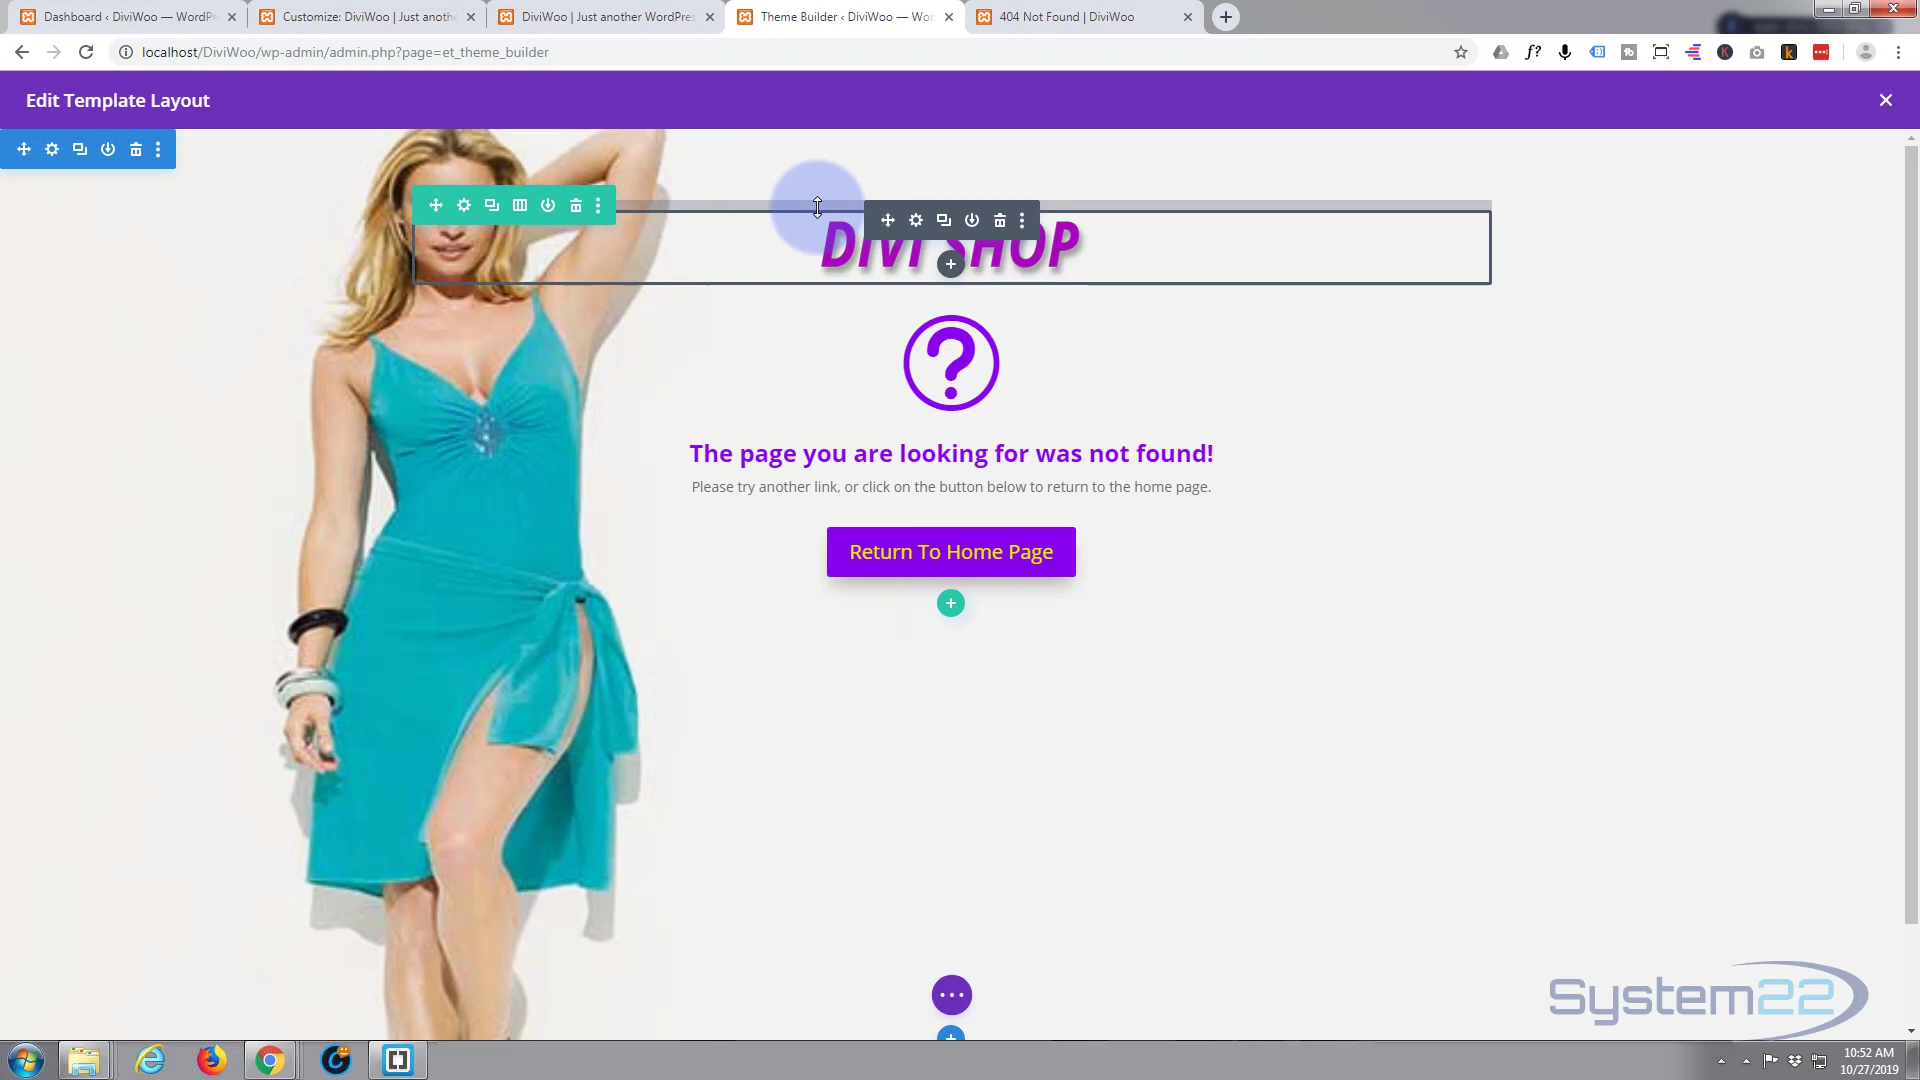 Dashboard ‹ DiviWoo — WordPr
Customize: DiviWoo | Just anothe
DiviWoo | Just another WordPres
Theme Builder ‹ DiviWoo — Wor
404 Not Found | DiviWoo
localhost/DiviWoo/wp-admin/admin.php?page=et_theme_builder
Edit Template Layout
DIVI SHOP
The page you are looking for was not found!
Please try another link, or click on the button below to return to the home page.
Return To Home Page
System22
10:52 AM
10/27/2019